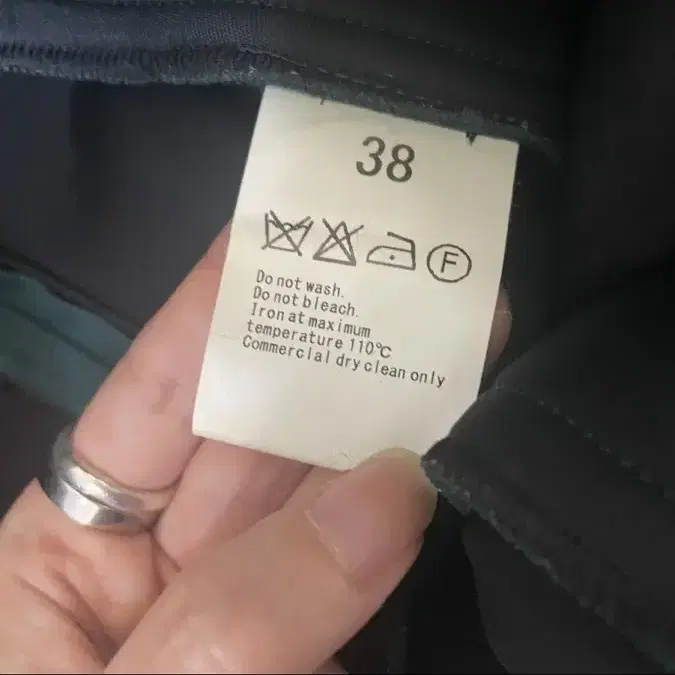 38
F
Do not wash.
Do not bleach.
Iron at maximum
temperature 110℃
Commercial dry clean only